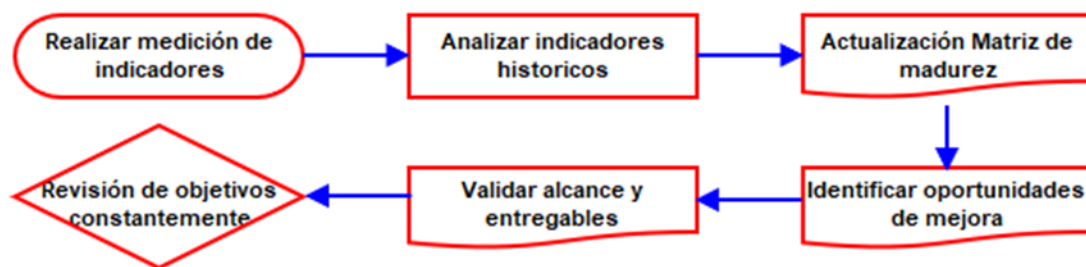 Realizar medición de
indicadores
Analizar indicadores
historicos
Actualización Matriz de
madurez
Identificar oportunidades
de mejora
Validar alcance y
entregables
Revisión de objetivos
constantemente